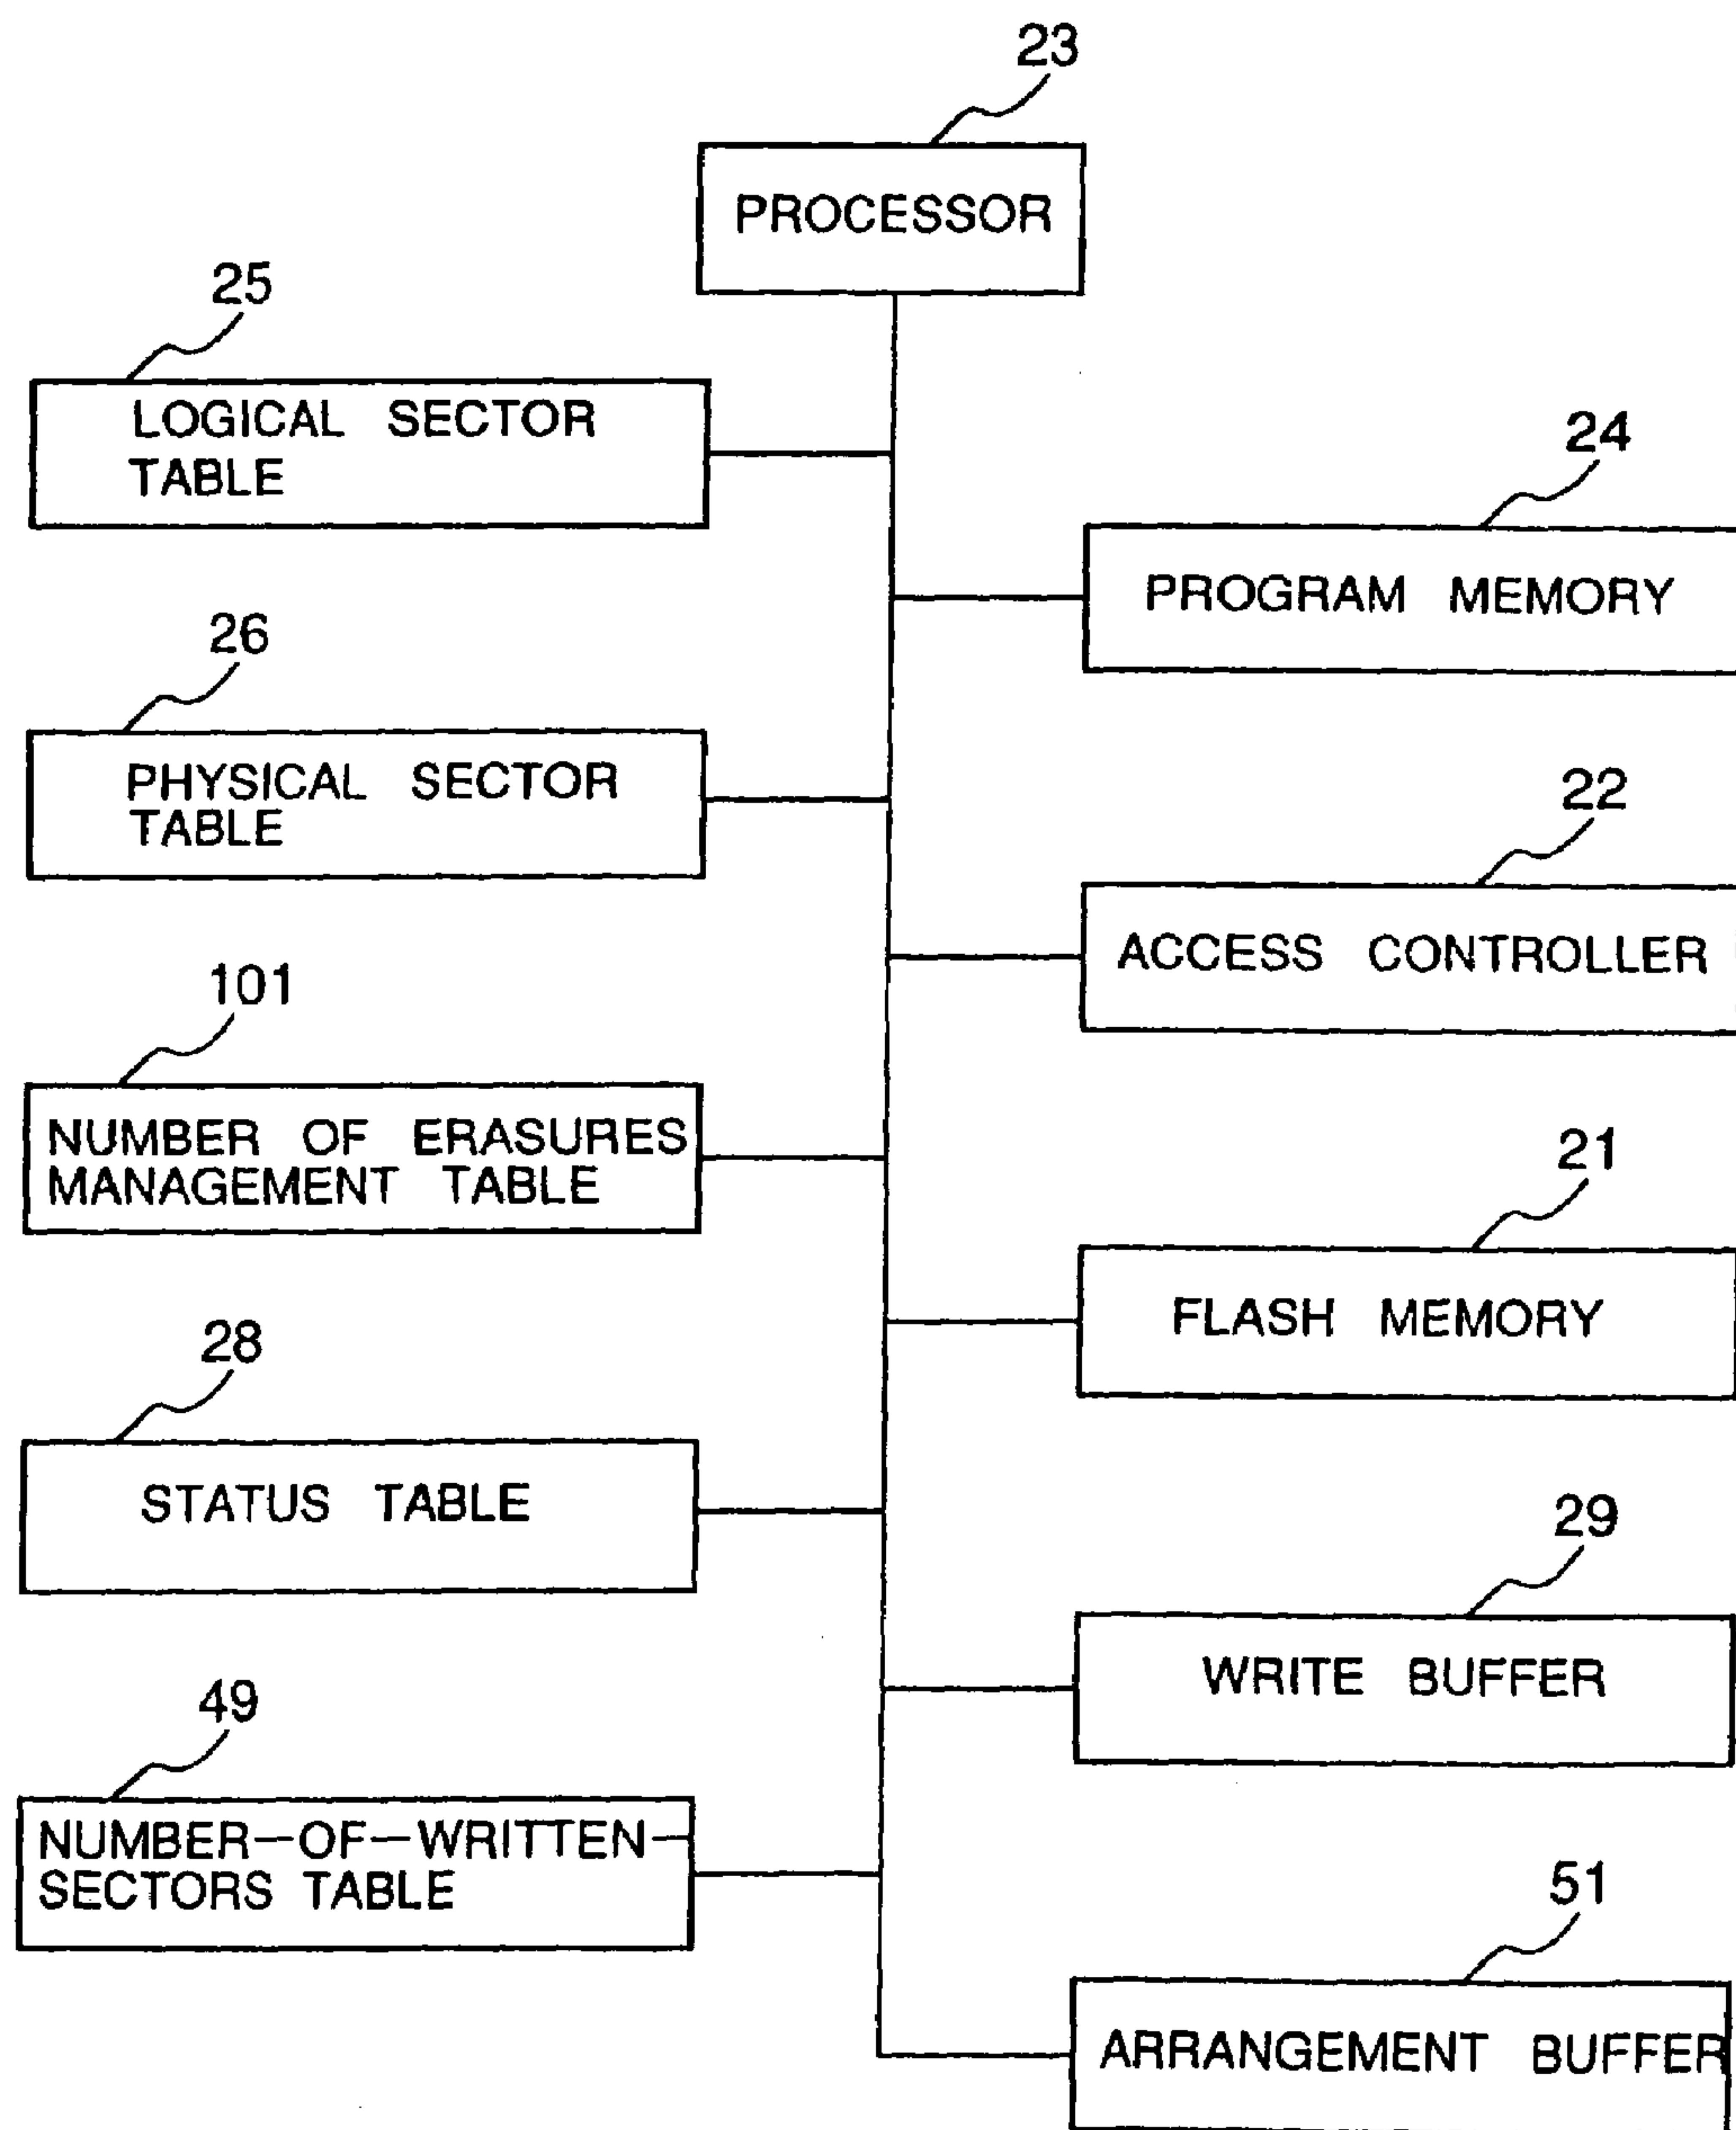 23
PROCESSOR
25
LOGICAL SECTOR
TABLE
24
PROGRAM MEMORY
26
PHYSICAL SECTOR
TABLE
22
ACCESS CONTROLLER
101
NUMBER OF ERASURES
MANAGEMENT TABLE
21
FLASH MEMORY
28
STATUS TABLE
29
WRITE BUFFER
49
NUMBER-OF-WRITTEN-
SECTORS TABLE
51
ARRANGEMENT BUFFER